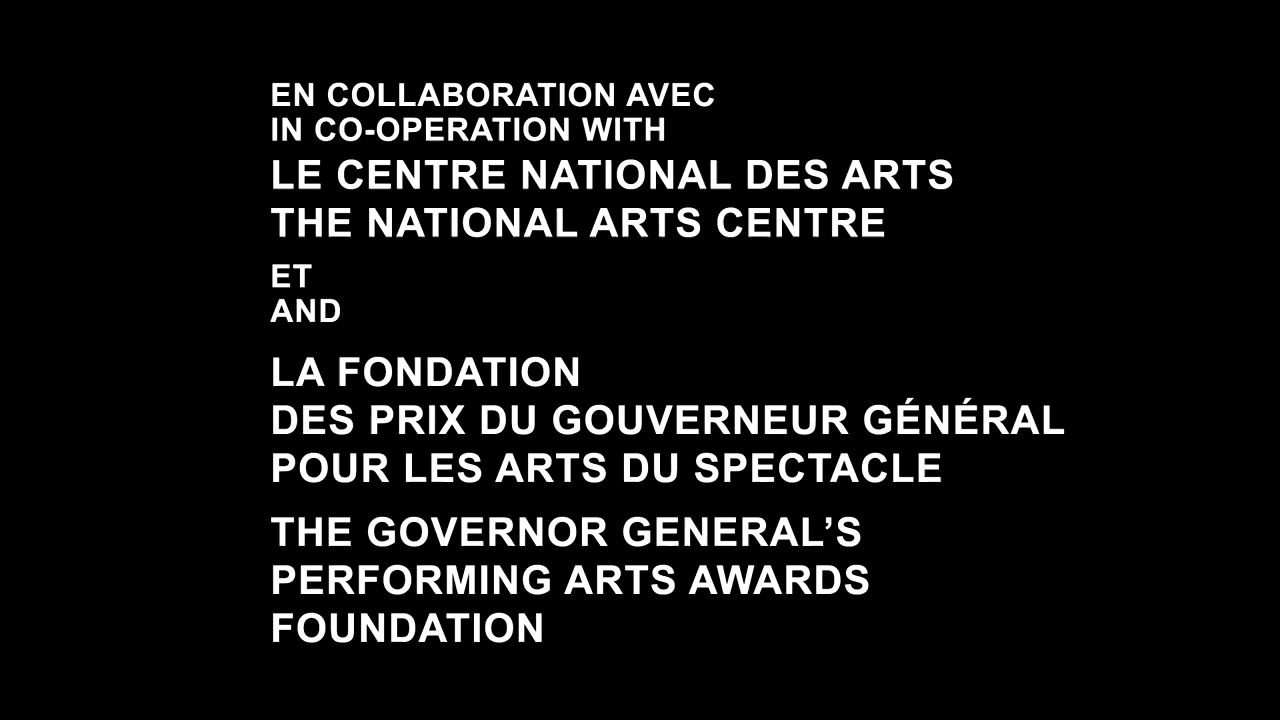 EN COLLABORATION AVEC
IN CO-OPERATION WITH
LE CENTRE NATIONAL DES ARTS
THE NATIONAL ARTS CENTRE
ET
AND
LA FONDATION
DES PRIX DU GOUVERNEUR GÉNÉRAL
POUR LES ARTS DU SPECTACLE
THE GOVERNOR GENERAL’S
PERFORMING ARTS AWARDS
FOUNDATION